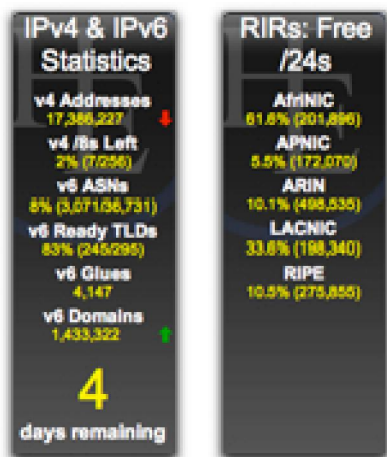 IPv4 & IPv6
Statistics
v4 Addresses
17,386,227
v4 /8s Left
2% (7/256)
v6 ASNs
8% (3,071/36,731)
v6 Ready TLDs
83% (245/295)
v6 Glues
4,147
v6 Domains
1,433,322
4
days remaining
RIRs: Free
/24s
AfriNIC
61.6% (201,896)
APNIC
5.5% (172,070)
ARIN
10.1% (498,535)
LACNIC
33.6% (198,340)
RIPE
10.5% (275,855)